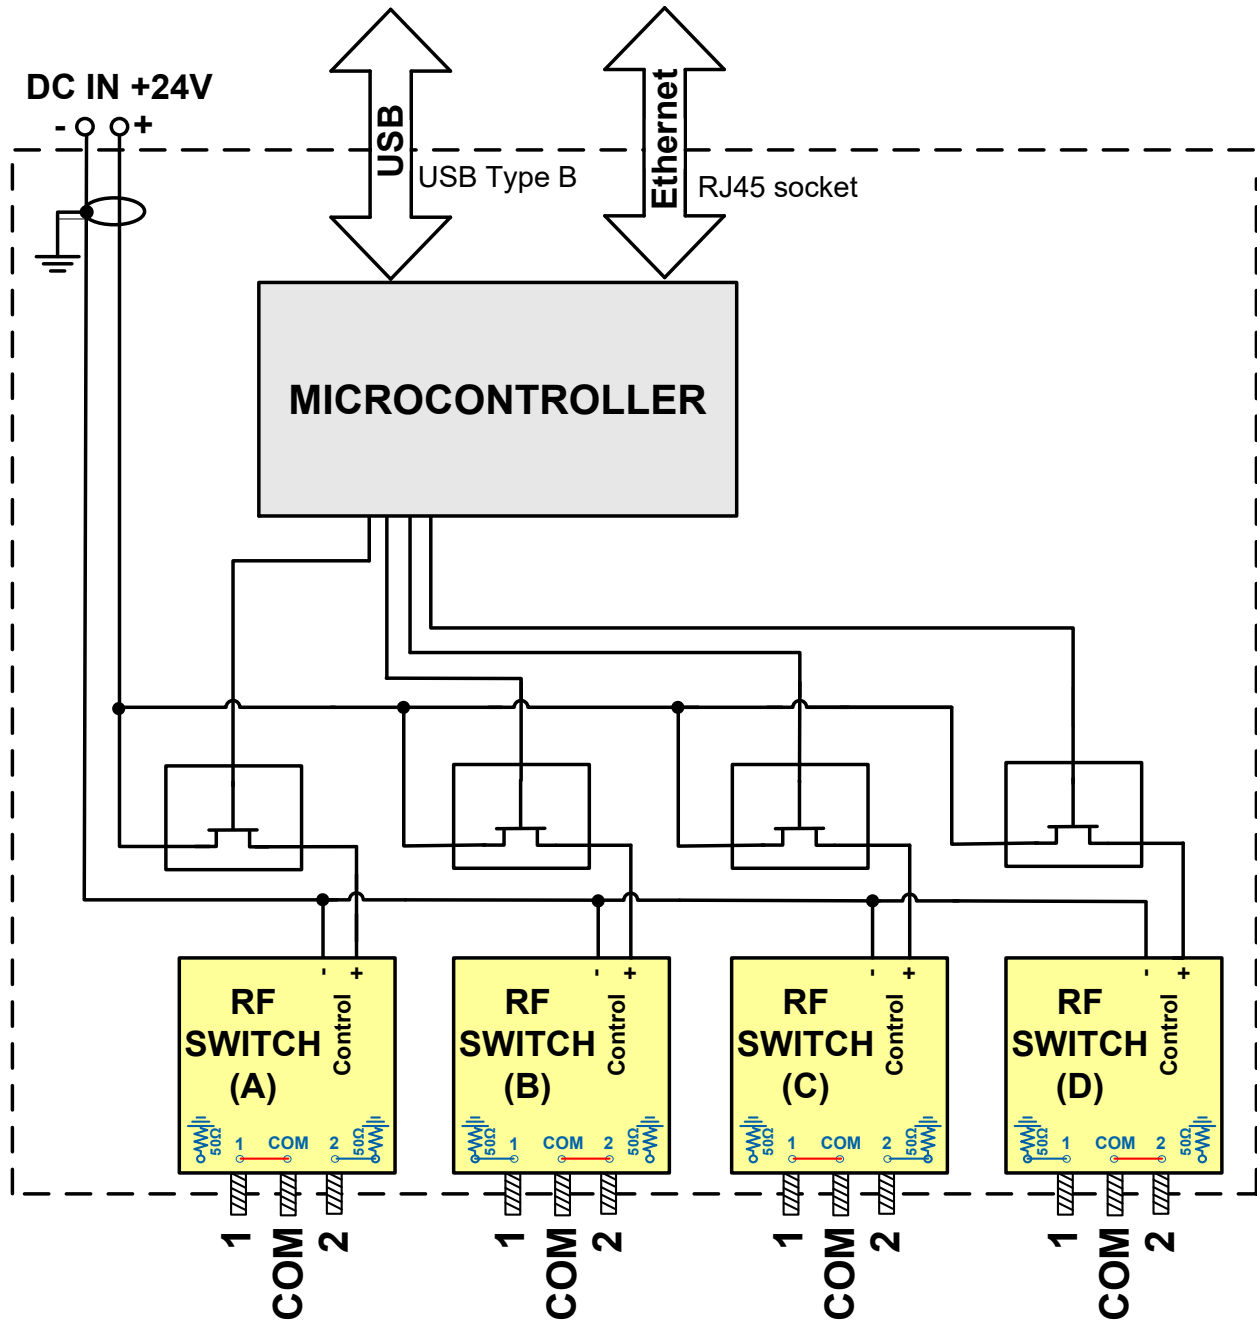 DC IN +24V
- +
USB
USB Type B
Ethernet
RJ45 socket
MICROCONTROLLER
- +
RF
SWITCH
(A)
Control
50Ω
1 COM 2
50Ω
- +
RF
SWITCH
(B)
Control
50Ω
1 COM 2
50Ω
- +
RF
SWITCH
(C)
Control
50Ω
1 COM 2
50Ω
- +
RF
SWITCH
(D)
Control
50Ω
1 COM 2
50Ω
1
COM
2
1
COM
2
1
COM
2
1
COM
2